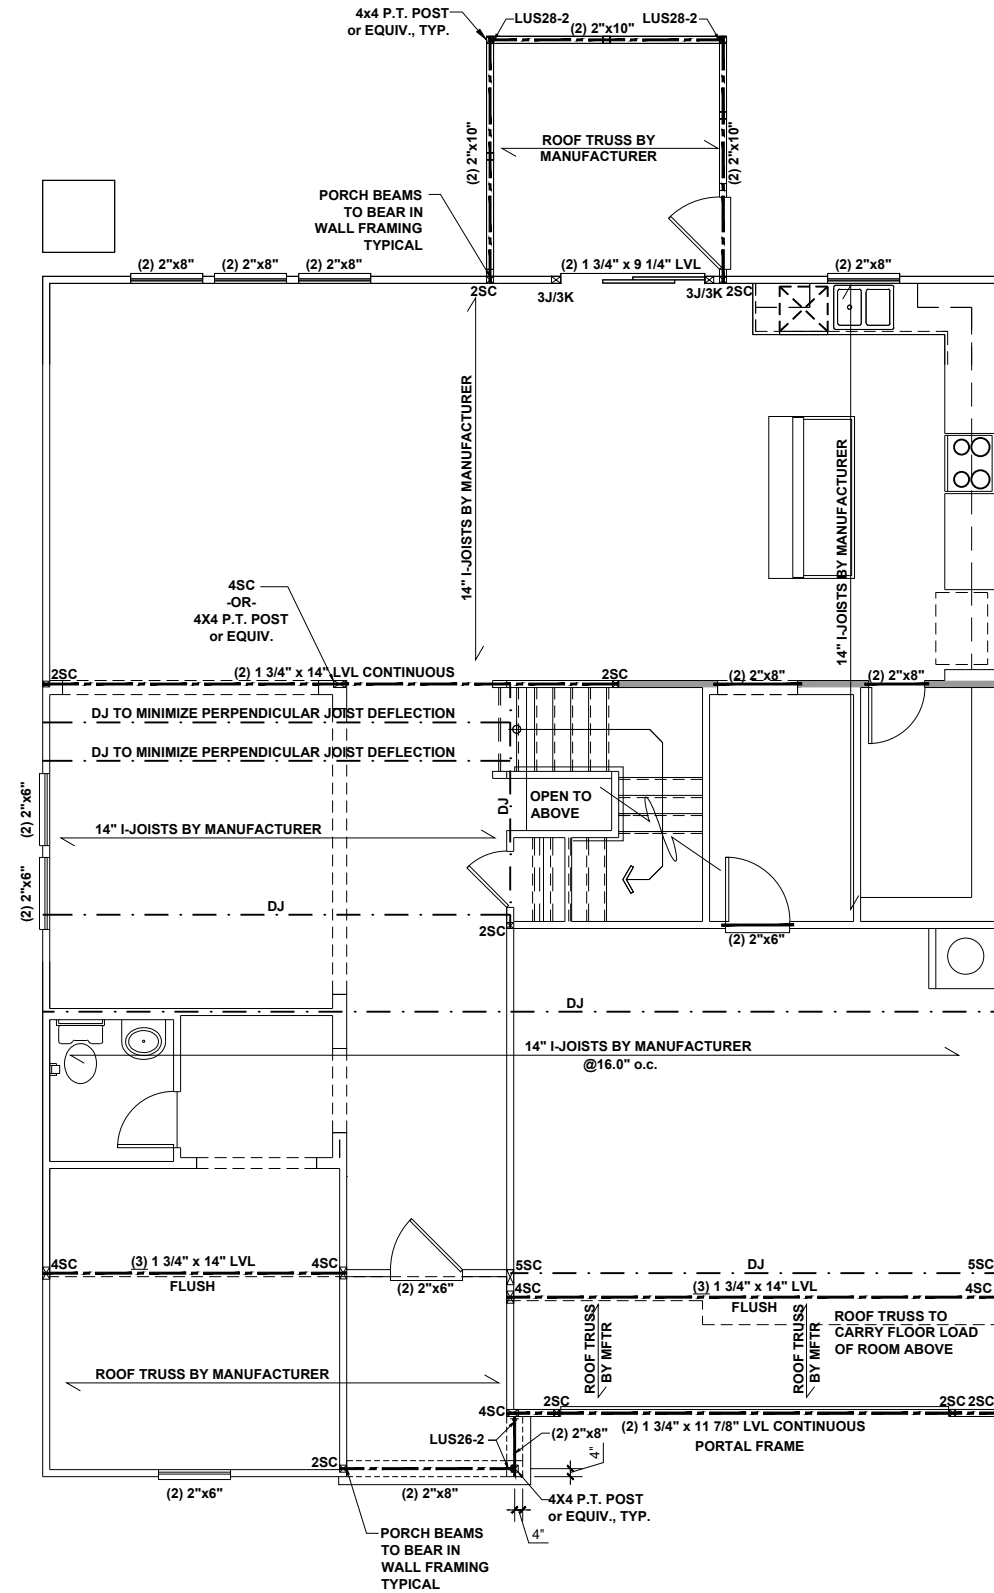 4x4 P.T. POST
or EQUIV., TYP.
LUS28-2
LUS28-2
(2) 2"x10"
(2) 2"x10"
(2) 2"x10"
ROOF TRUSS BY
MANUFACTURER
PORCH BEAMS
TO BEAR IN
WALL FRAMING
TYPICAL
(2) 2"x8"
(2) 2"x8"
(2) 2"x8"
(2) 1 3/4" x 9 1/4" LVL
(2) 2"x8"
2SC
3J/3K
3J/3K
2SC
14" I-JOISTS BY MANUFACTURER
14" I-JOISTS BY MANUFACTURER
4SC
-OR-
4X4 P.T. POST
or EQUIV.
2SC
(2) 1 3/4" x 14" LVL CONTINUOUS
2SC
(2) 2"x8"
(2) 2"x8"
DJ TO MINIMIZE PERPENDICULAR JOIST DEFLECTION
DJ TO MINIMIZE PERPENDICULAR JOIST DEFLECTION
(2) 2"x6"
(2) 2"x6"
14" I-JOISTS BY MANUFACTURER
DJ
OPEN TO
ABOVE
DJ
2SC
(2) 2"x6"
DJ
14" I-JOISTS BY MANUFACTURER
@16.0" o.c.
4SC
(3) 1 3/4" x 14" LVL
4SC
FLUSH
(2) 2"x6"
5SC
DJ
5SC
4SC
(3) 1 3/4" x 14" LVL
4SC
FLUSH
ROOF TRUSS
BY MFTR
ROOF TRUSS
BY MFTR
ROOF TRUSS TO
CARRY FLOOR LOAD
OF ROOM ABOVE
ROOF TRUSS BY MANUFACTURER
4SC
2SC
2SC 2SC
(2) 1 3/4" x 11 7/8" LVL CONTINUOUS
PORTAL FRAME
LUS26-2
(2) 2"x8"
4"
2SC
(2) 2"x6"
(2) 2"x8"
4X4 P.T. POST
or EQUIV., TYP.
4"
PORCH BEAMS
TO BEAR IN
WALL FRAMING
TYPICAL